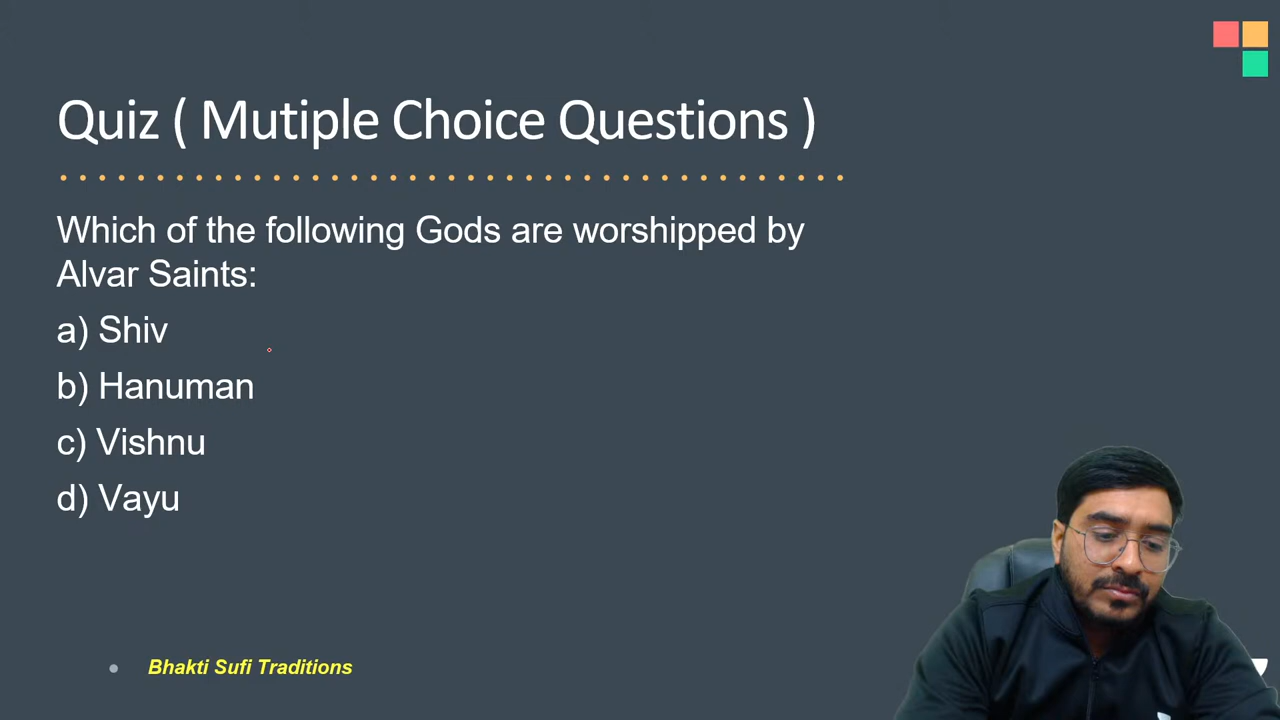 Quiz ( Mutiple Choice Questions )
Which of the following Gods are worshipped by
Alvar Saints:
a) Shiv
b) Hanuman
c) Vishnu
d) Vayu
Bhakti Sufi Traditions